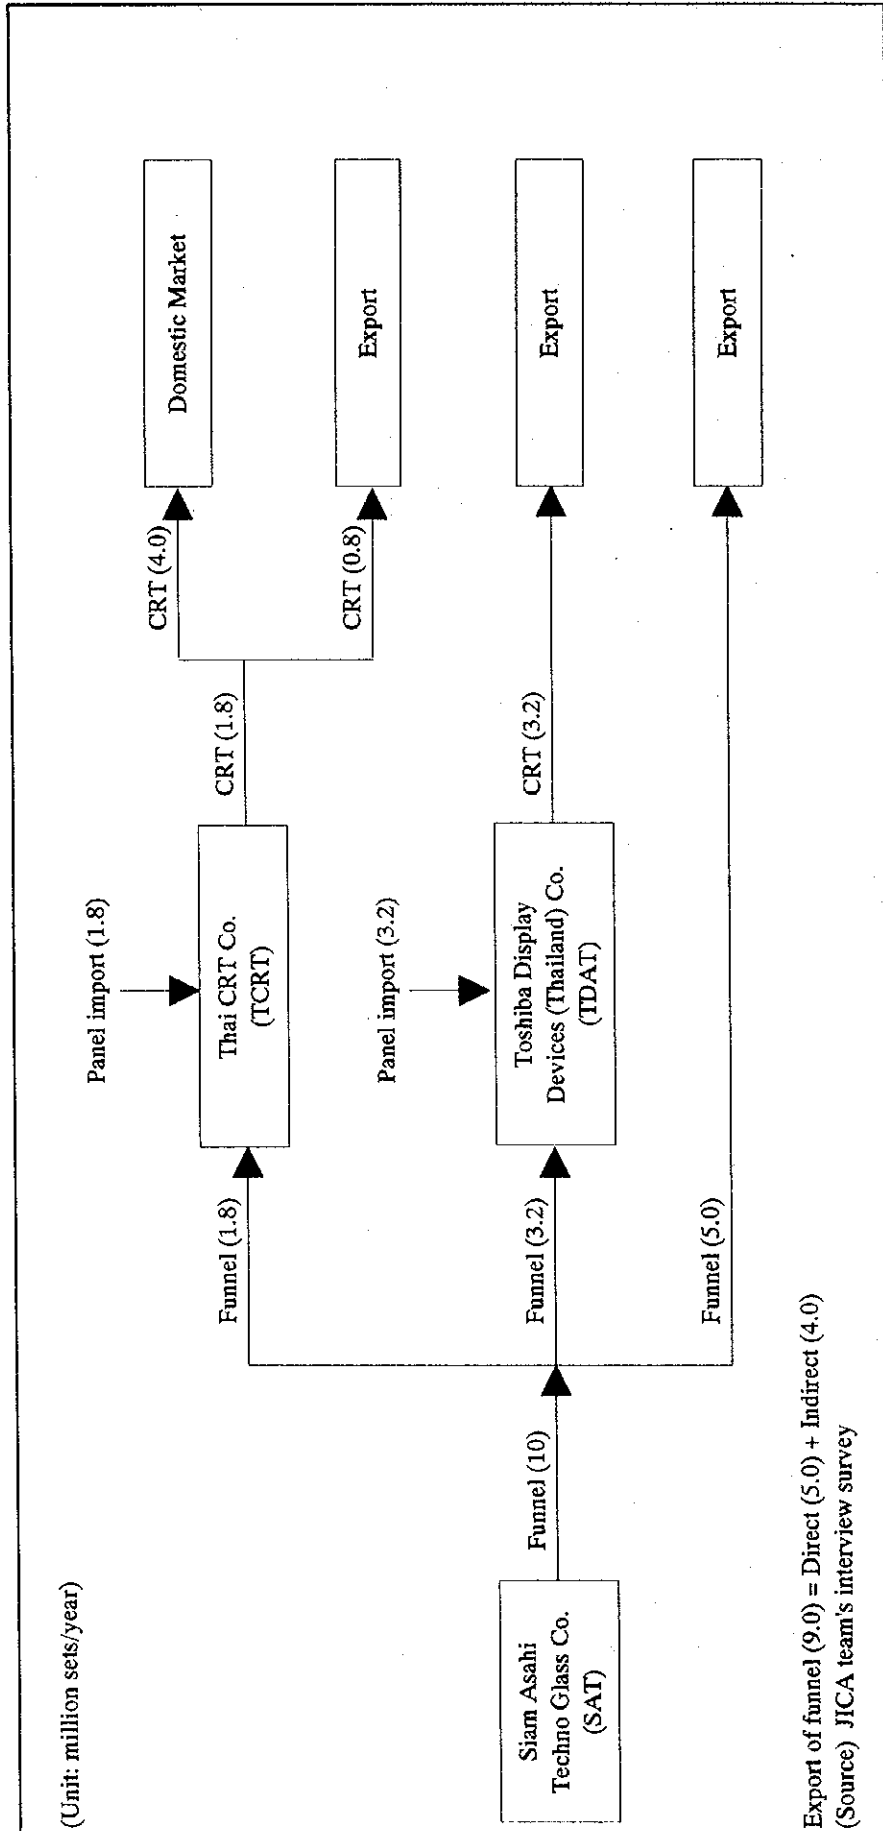 (Unit: million sets/year)
Siam Asahi
Techno Glass Co.
(SAT)
Funnel (10)
Funnel (1.8)
Funnel (3.2)
Funnel (5.0)
Panel import (1.8)
Thai CRT Co.
(TCRT)
Panel import (3.2)
Toshiba Display
Devices (Thailand) Co.
(TDAT)
CRT (1.8)
CRT (3.2)
CRT (4.0)
CRT (0.8)
Domestic Market
Export
Export
Export
Export of funnel (9.0) = Direct (5.0) + Indirect (4.0)
(Source) JICA team's interview survey